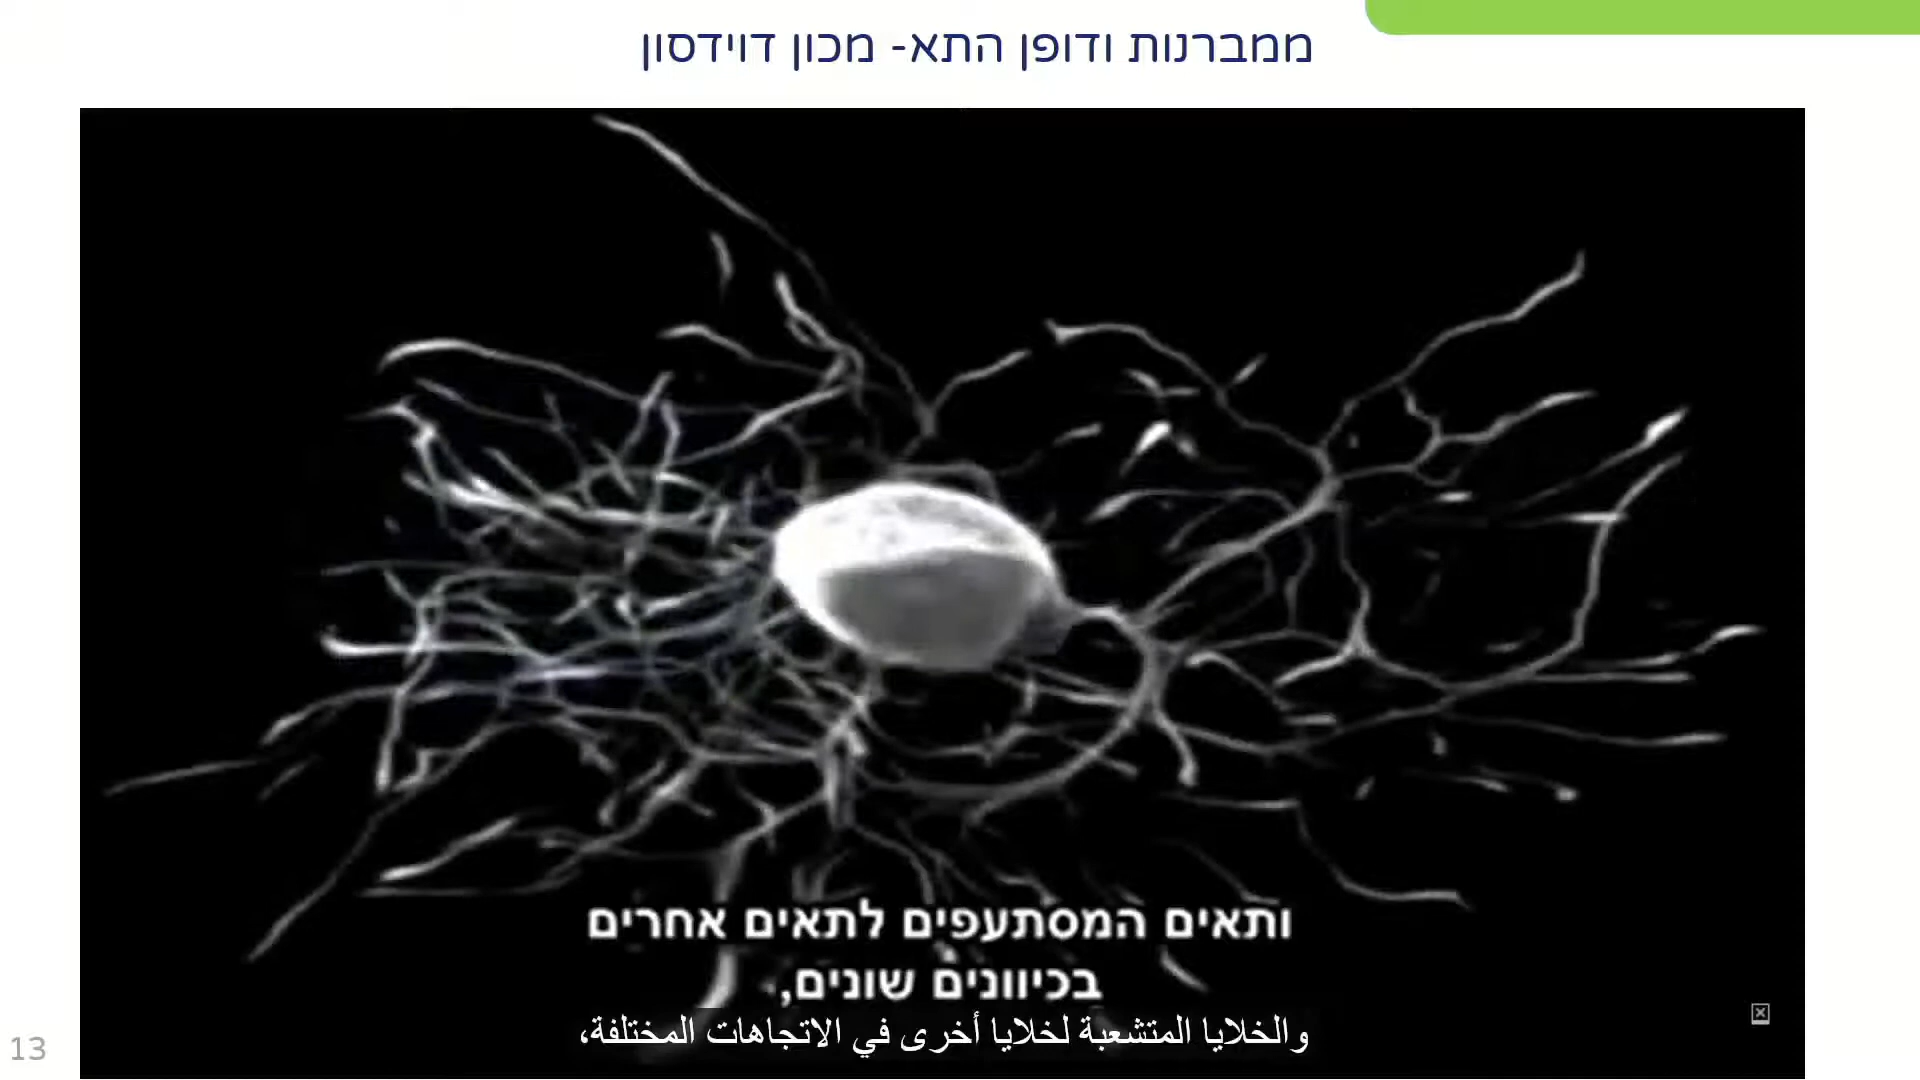 ממברנות ודופן התא- מכון דוידסון
ותאים המסתעפים לתאים אחרים
בכיוונים שונים,
والخلايا المتشعبة لخلايا أخرى في الاتجاهات المختلفة،
13